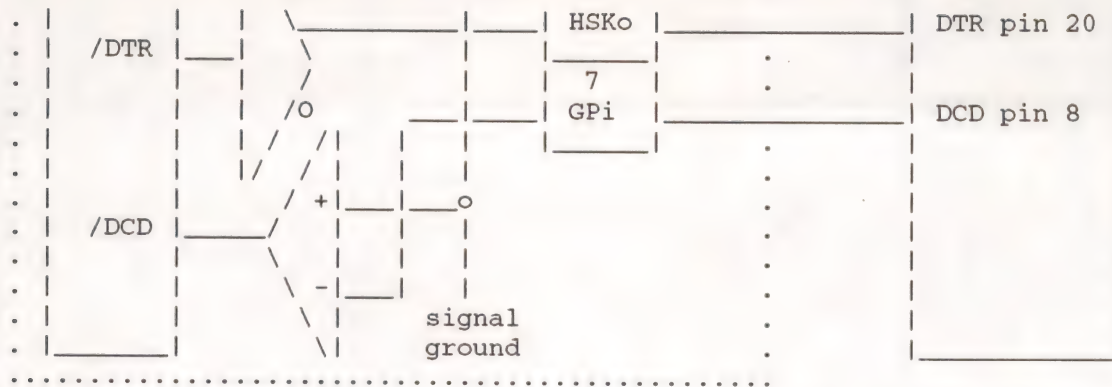 /DTR HSKo DTR pin 20
7
/O GPi DCD pin 8
+ o
/DCD
-
signal
ground